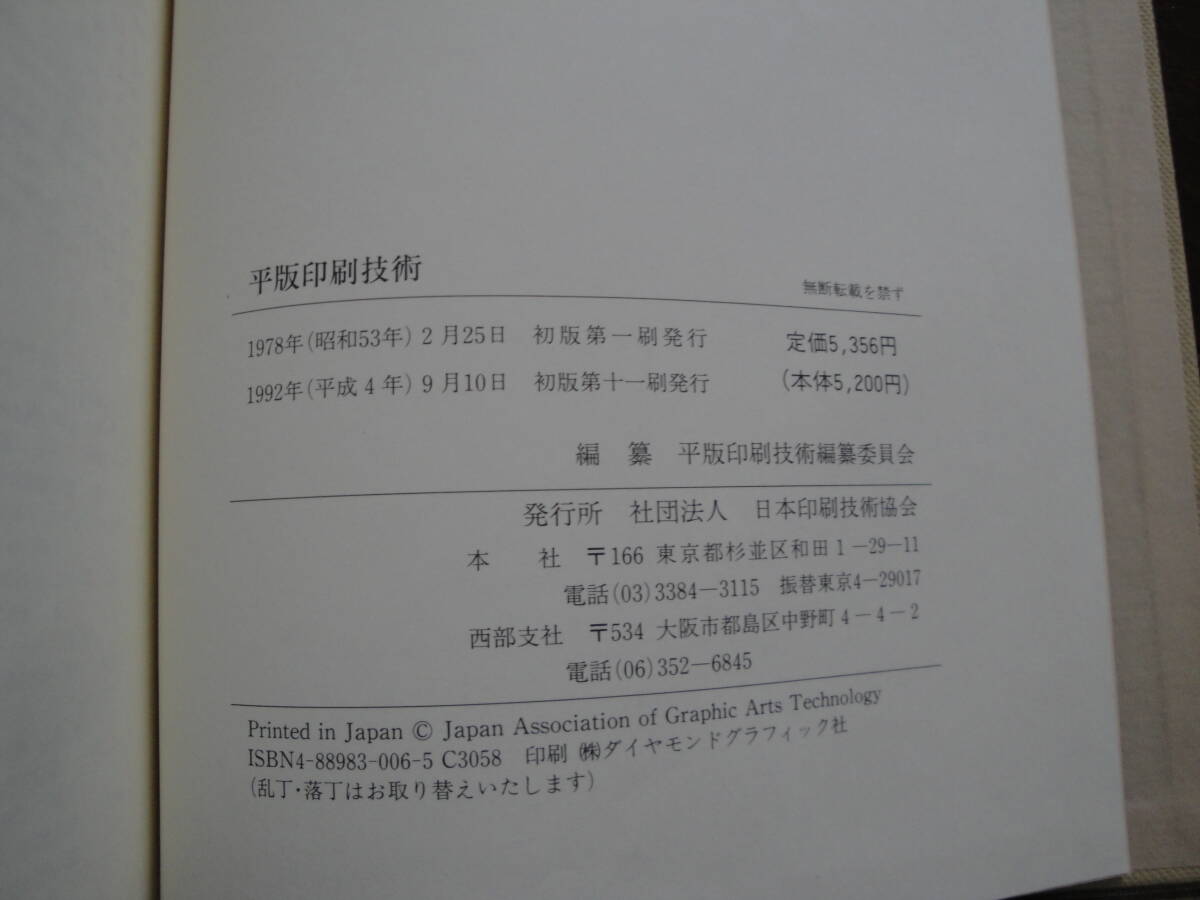 平版印刷技術
無断転載を禁ず
1978年(昭和53年) 2月25日 初版第一刷発行 定価5,356円
1992年(平成4年) 9月10日 初版第十一刷発行 (本体5,200円)
編纂 平版印刷技術編纂委員会
発行所 社団法人 日本印刷技術協会
本社 〒166 東京都杉並区和田1-29-11
電話(03)3384-3115 振替東京4-29017
西部支社 〒534 大阪市都島区中野町4-4-2
電話(06)352-6845
Printed in Japan © Japan Association of Graphic Arts Technology
ISBN4-88983-006-5 C3058 印刷 ㈱ダイヤモンドグラフィック社
(乱丁・落丁はお取り替えいたします)